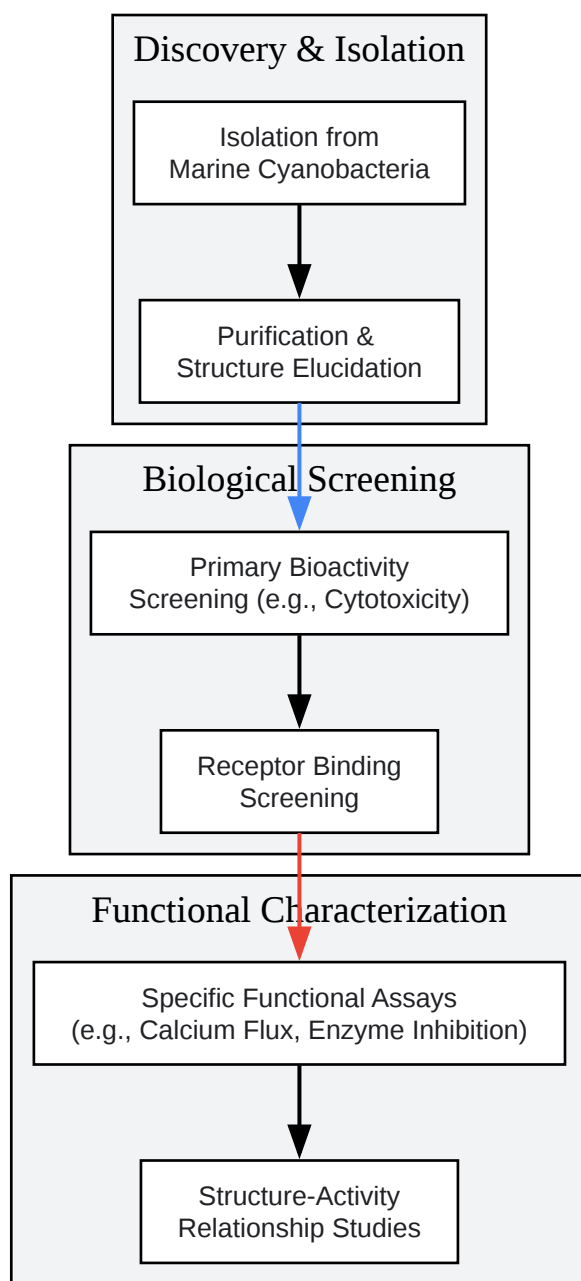 Discovery & Isolation
Isolation from
Marine Cyanobacteria
Purification &
Structure Elucidation
Biological Screening
Primary Bioactivity
Screening (e.g., Cytotoxicity)
Receptor Binding
Screening
Functional Characterization
Specific Functional Assays
(e.g., Calcium Flux, Enzyme Inhibition)
Structure-Activity
Relationship Studies